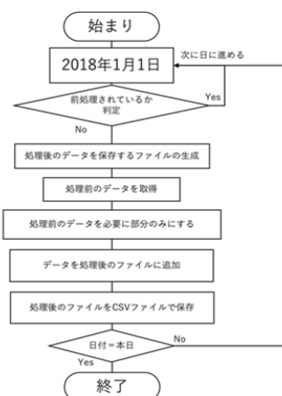 始まり
2018年1月1日
次に日に進める
前処理されているか
判定
Yes
No
処理後のデータを保存するファイルの生成
処理前のデータを取得
処理前のデータを必要に部分のみにする
データを処理後のファイルに追加
処理後のファイルをCSVファイルで保存
日付=本日
No
Yes
終了